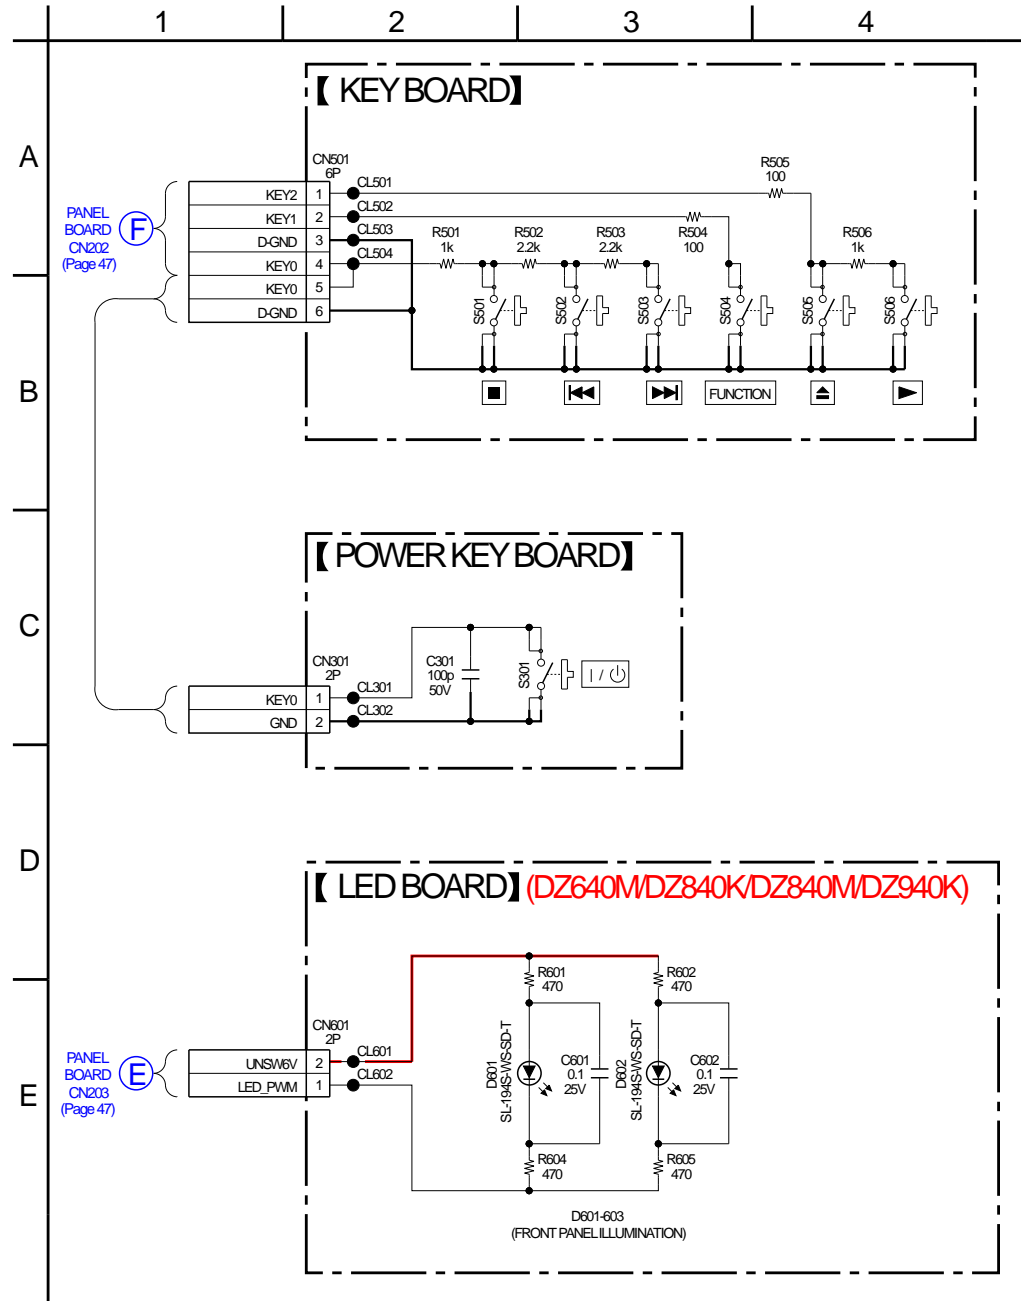 1 2 3 4
A
B
C
D
E
【 KEY BOARD】
CN501
6P
PANEL
BOARD
CN202
(Page 47)
F
KEY2 1 CL501
KEY1 2 CL502
D-GND 3 CL503
KEY0 4 CL504
KEY0 5
D-GND 6
R501
1k
R502
2.2k
R503
2.2k
R504
100
R505
100
R506
1k
S501
S502
S503
S504
S505
S506
FUNCTION
【 POWER KEY BOARD】
CN301
2P
KEY0 1 CL301
GND 2 CL302
C301
100p
50V
S301
I /
【 LED BOARD】(DZ640M/DZ840K/DZ840M/DZ940K)
PANEL
BOARD
CN203
(Page 47)
E
CN601
2P
UNSW6V 2 CL601
LED_PWM 1 CL602
R601
470
R602
470
D601
SL-194S-WS-SD-T
C601
0.1
25V
D602
SL-194S-WS-SD-T
C602
0.1
25V
R604
470
R605
470
D601-603
(FRONT PANEL ILLUMINATION)